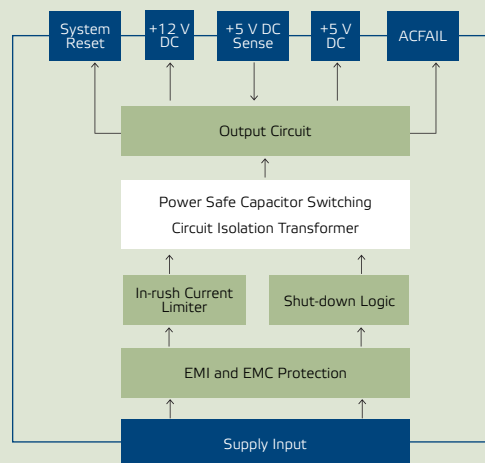 System
Reset
+12 V
DC
+5 V DC
Sense
+5 V
DC
ACFAIL
Output Circuit
Power Safe Capacitor Switching
Circuit Isolation Transformer
In-rush Current
Limiter
Shut-down Logic
EMI and EMC Protection
Supply Input